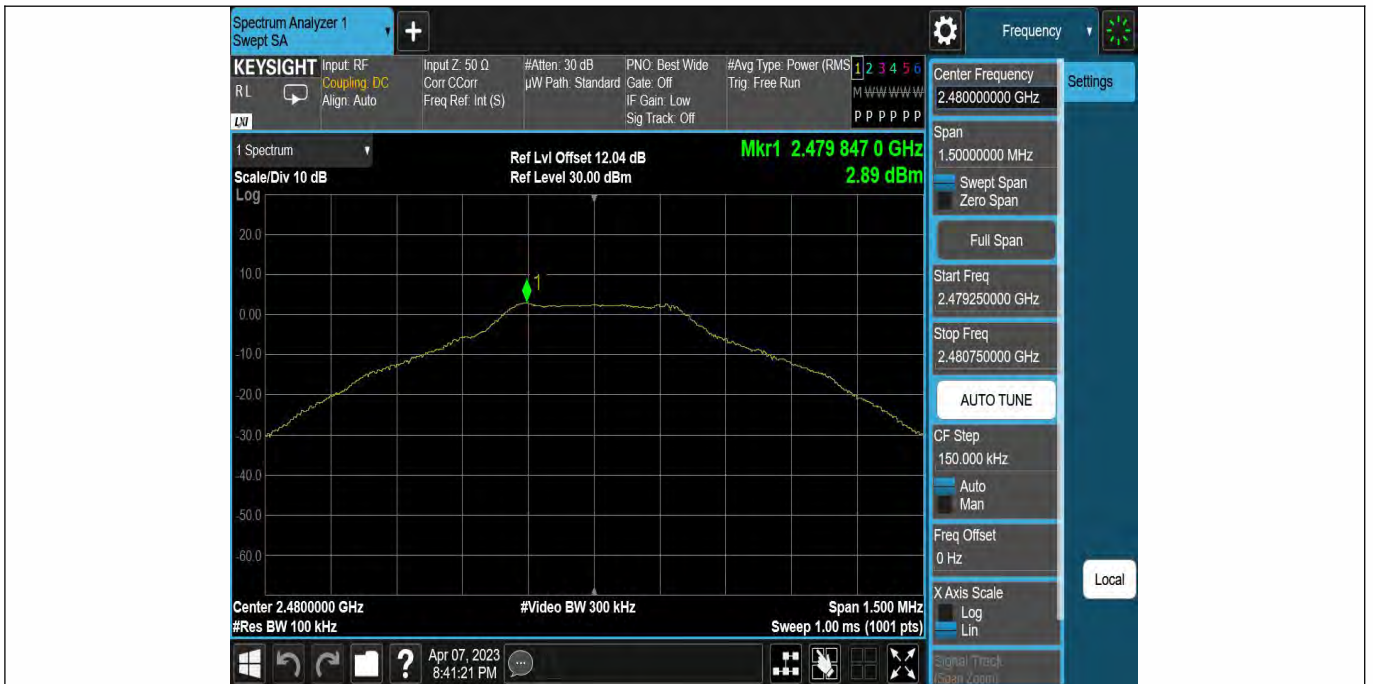 Spectrum Analyzer 1
Swept SA
+
Frequency
KEYSIGHT
R L
LXI
Input: RF
Coupling: DC
Align: Auto
Input Z: 50 Ω
Corr CCorr
Freq Ref: Int (S)
#Atten: 30 dB
µW Path: Standard
PNO: Best Wide
Gate: Off
IF Gain: Low
Sig Track: Off
#Avg Type: Power (RMS
Trig: Free Run
1 2 3 4 5 6
M W W W W W
P P P P P P
1 Spectrum
Scale/Div 10 dB
Ref Lvl Offset 12.04 dB
Ref Level 30.00 dBm
Mkr1 2.479 847 0 GHz
2.89 dBm
Log
20.0
10.0
0.00
-10.0
-20.0
-30.0
-40.0
-50.0
-60.0
1
Center 2.4800000 GHz
#Res BW 100 kHz
#Video BW 300 kHz
Span 1.500 MHz
Sweep 1.00 ms (1001 pts)
Center Frequency
2.480000000 GHz
Span
1.50000000 MHz
Swept Span
Zero Span
Full Span
Start Freq
2.479250000 GHz
Stop Freq
2.480750000 GHz
AUTO TUNE
CF Step
150.000 kHz
Auto
Man
Freq Offset
0 Hz
X Axis Scale
Log
Lin
Signal Track
(Span Zoom)
Settings
Local
?
Apr 07, 2023
8:41:21 PM